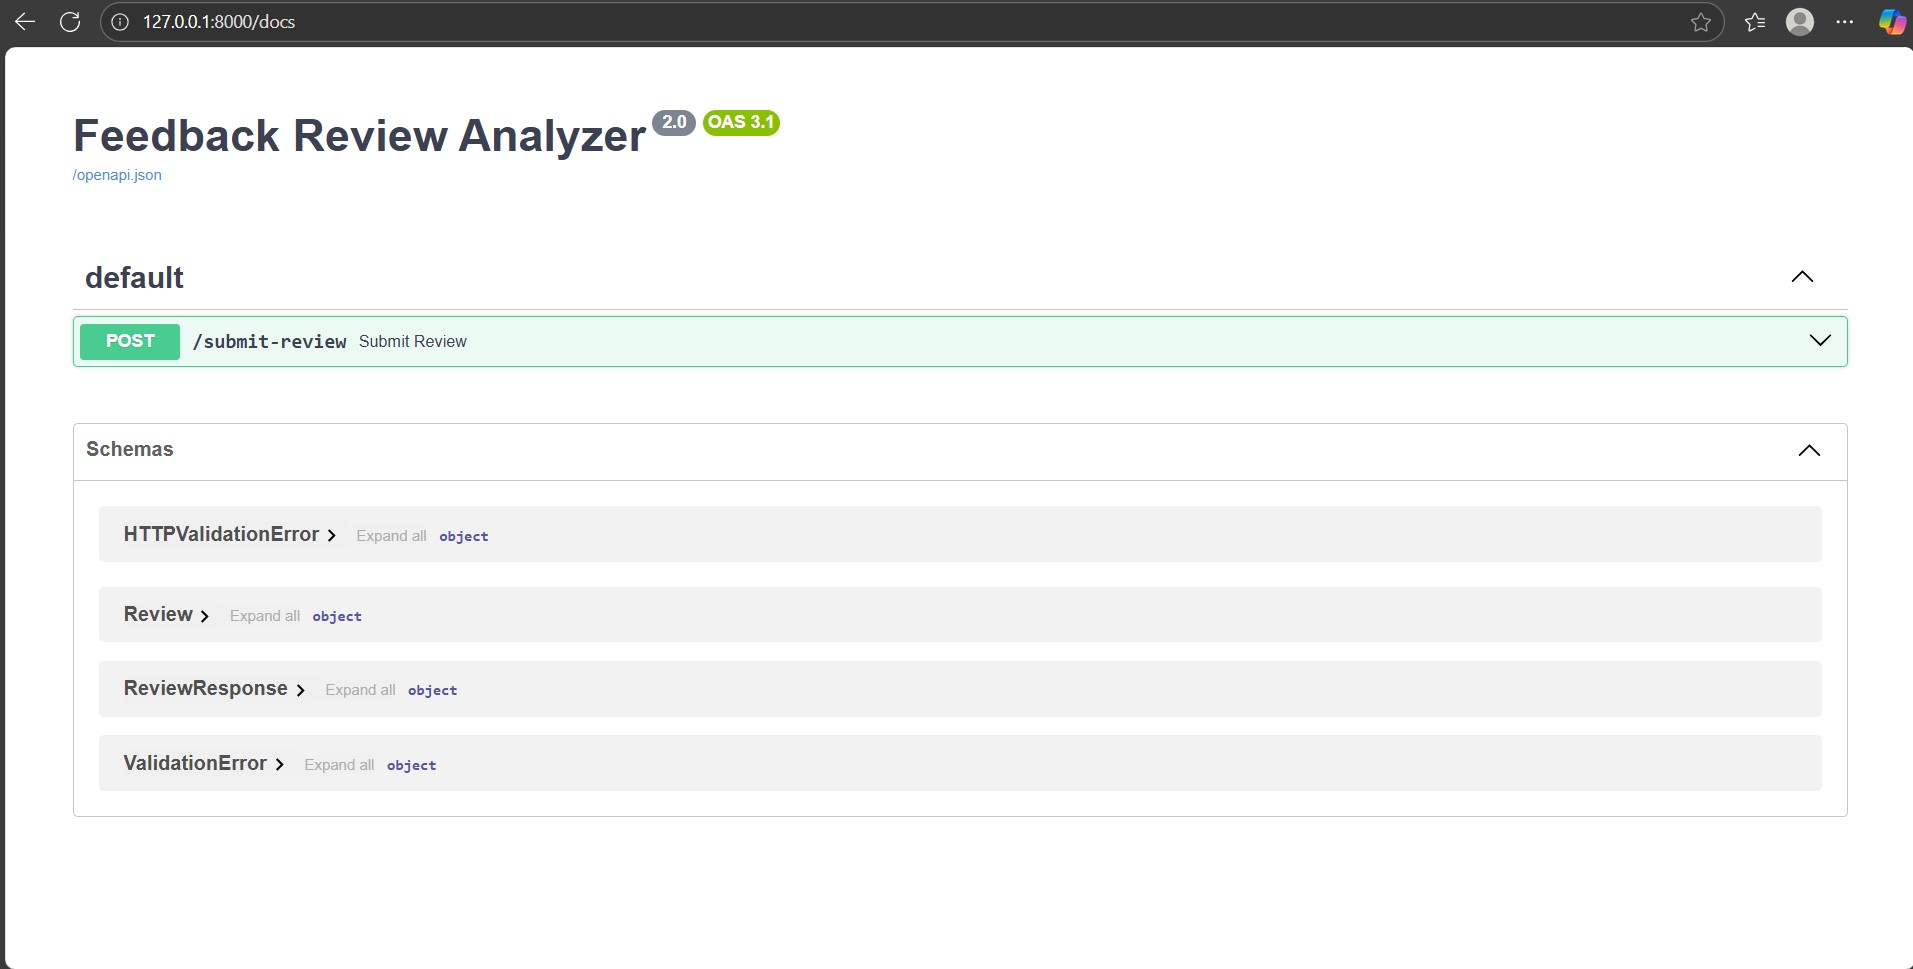 127.0.0.1:8000/docs
Feedback Review Analyzer 2.0 OAS 3.1
/openapi.json
default
POST /submit-review Submit Review
Schemas
HTTPValidationError Expand all object
Review Expand all object
ReviewResponse Expand all object
ValidationError Expand all object